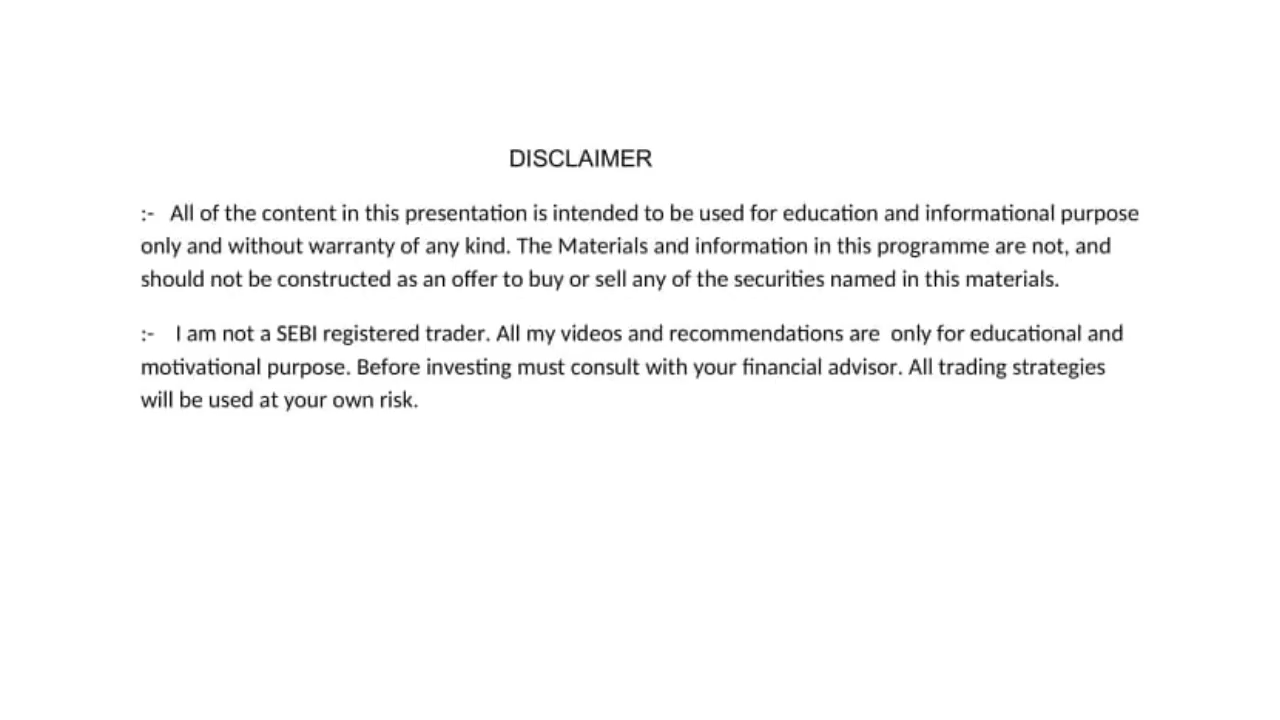 DISCLAIMER
:-   All of the content in this presentation is intended to be used for education and informational purpose
only and without warranty of any kind. The Materials and information in this programme are not, and
should not be constructed as an offer to buy or sell any of the securities named in this materials.
:-    I am not a SEBI registered trader. All my videos and recommendations are  only for educational and
motivational purpose. Before investing must consult with your financial advisor. All trading strategies
will be used at your own risk.